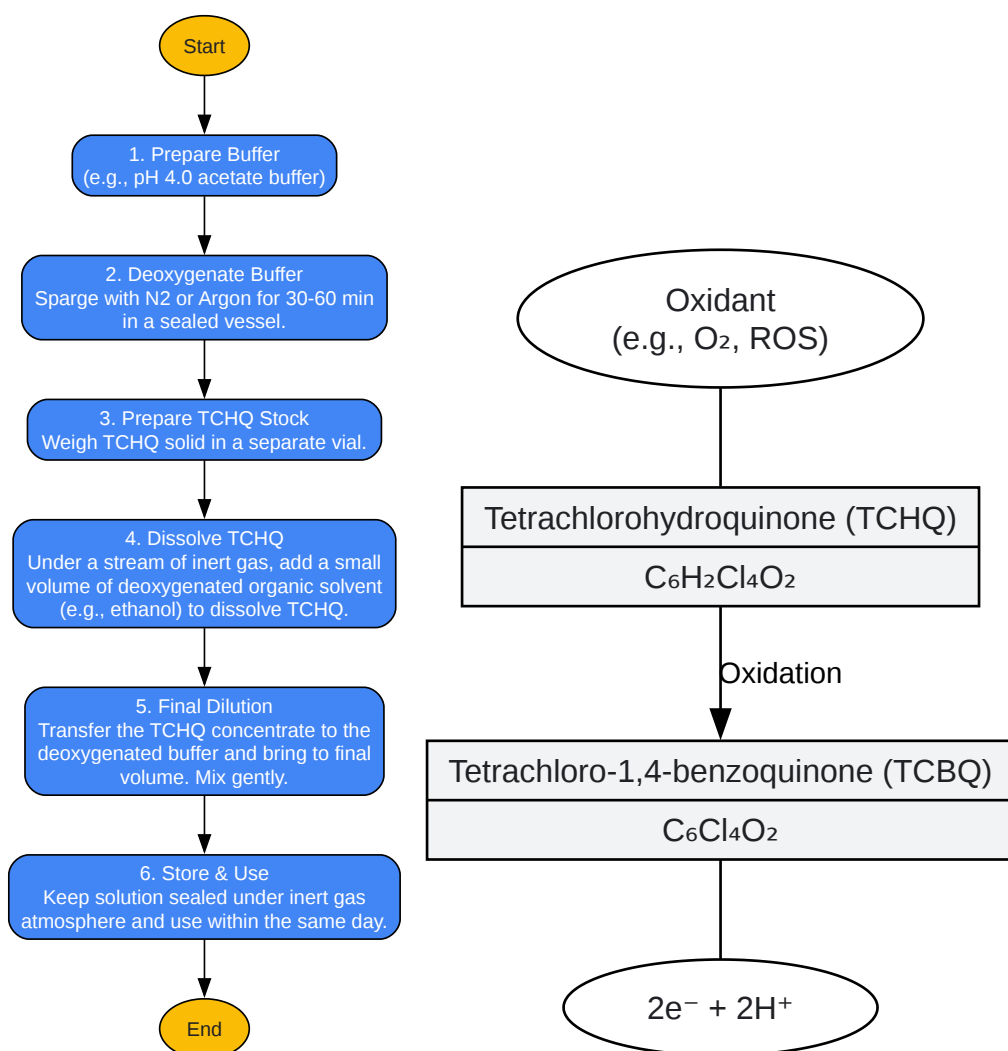 Start
1. Prepare Buffer
(e.g., pH 4.0 acetate buffer)
2. Deoxygenate Buffer
Sparge with N2 or Argon for 30-60 min
in a sealed vessel.
3. Prepare TCHQ Stock
Weigh TCHQ solid in a separate vial.
4. Dissolve TCHQ
Under a stream of inert gas, add a small
volume of deoxygenated organic solvent
(e.g., ethanol) to dissolve TCHQ.
5. Final Dilution
Transfer the TCHQ concentrate to the
deoxygenated buffer and bring to final
volume. Mix gently.
6. Store & Use
Keep solution sealed under inert gas
atmosphere and use within the same day.
End
Oxidant
(e.g., O₂, ROS)
Tetrachlorohydroquinone (TCHQ)
C₆H₂Cl₄O₂
Oxidation
Tetrachloro-1,4-benzoquinone (TCBQ)
C₆Cl₄O₂
2e⁻ + 2H⁺